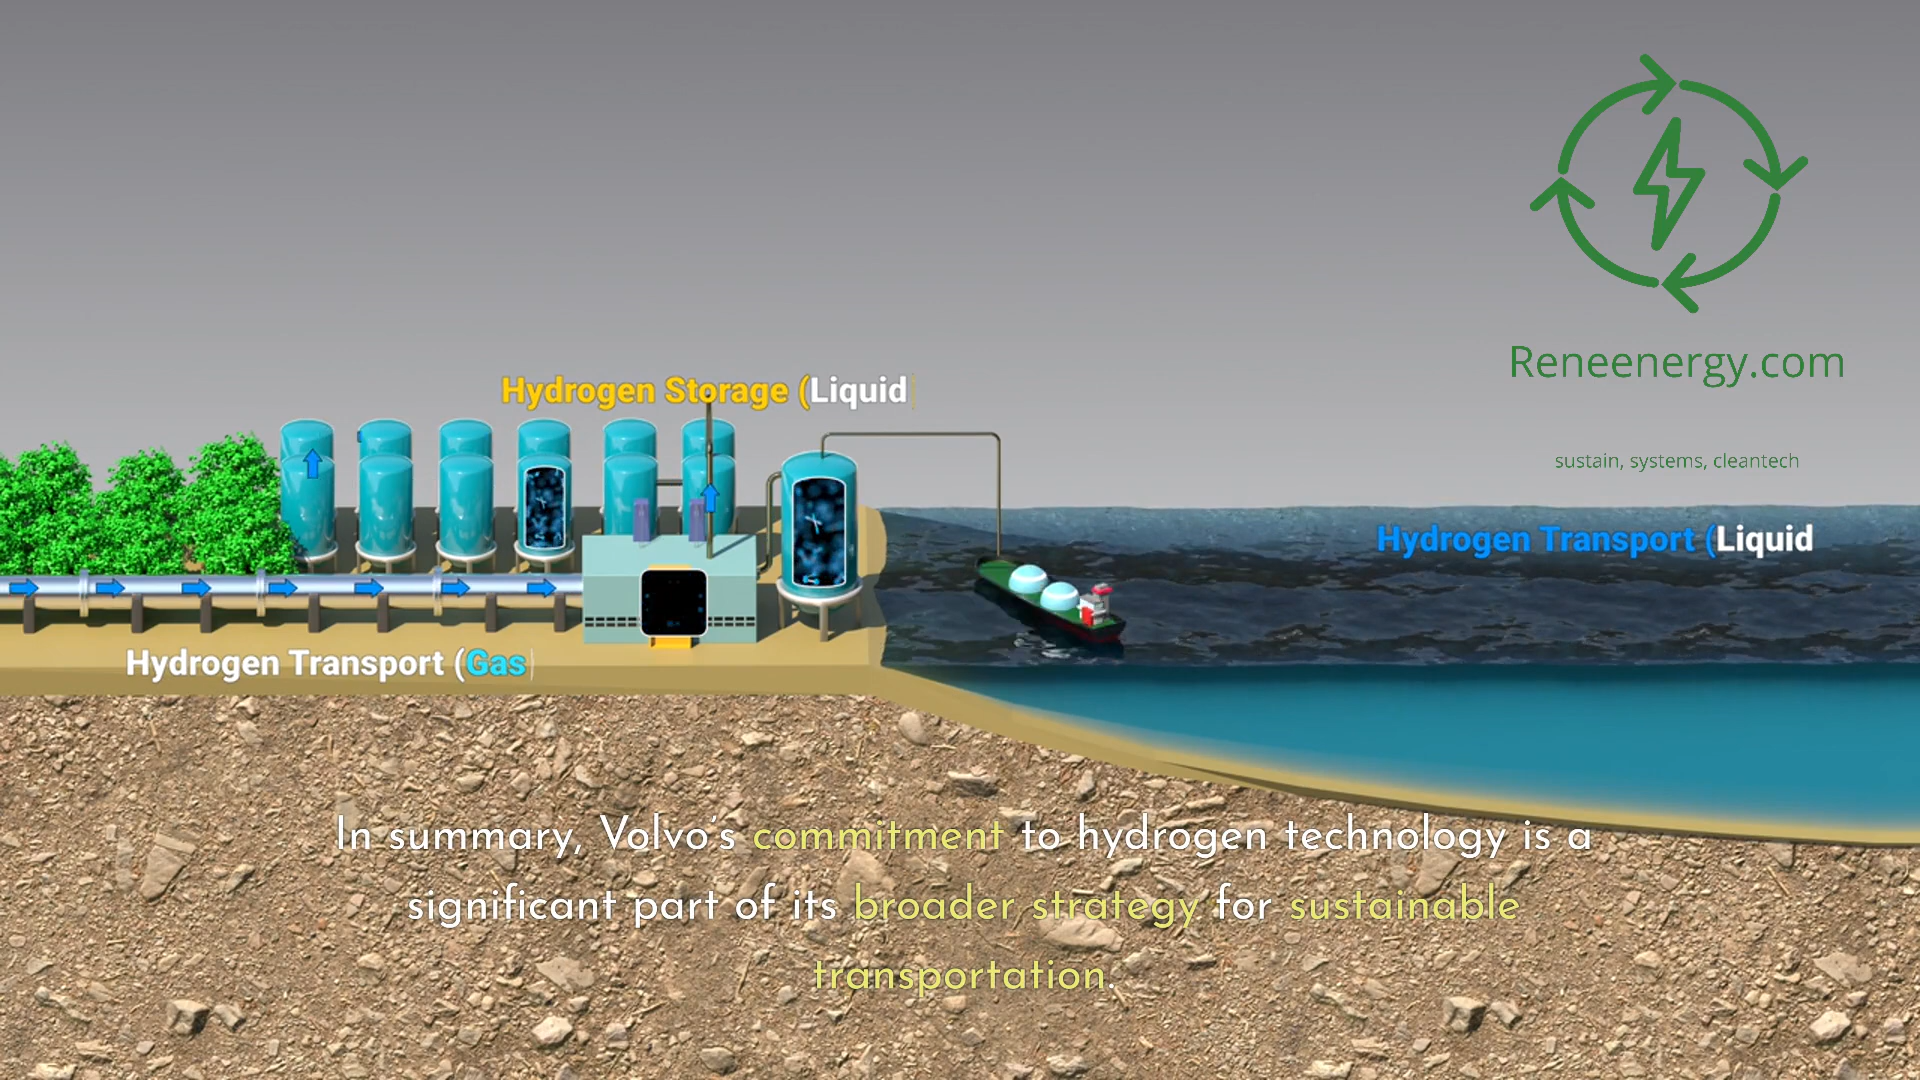 Reneenergy.com
Hydrogen Storage (Liquid
sustain, systems, cleantech
Hydrogen Transport (Liquid
Hydrogen Transport (Gas
In summary, Volvo's commitment to hydrogen technology is a
significant part of its broader strategy for sustainable
transportation.